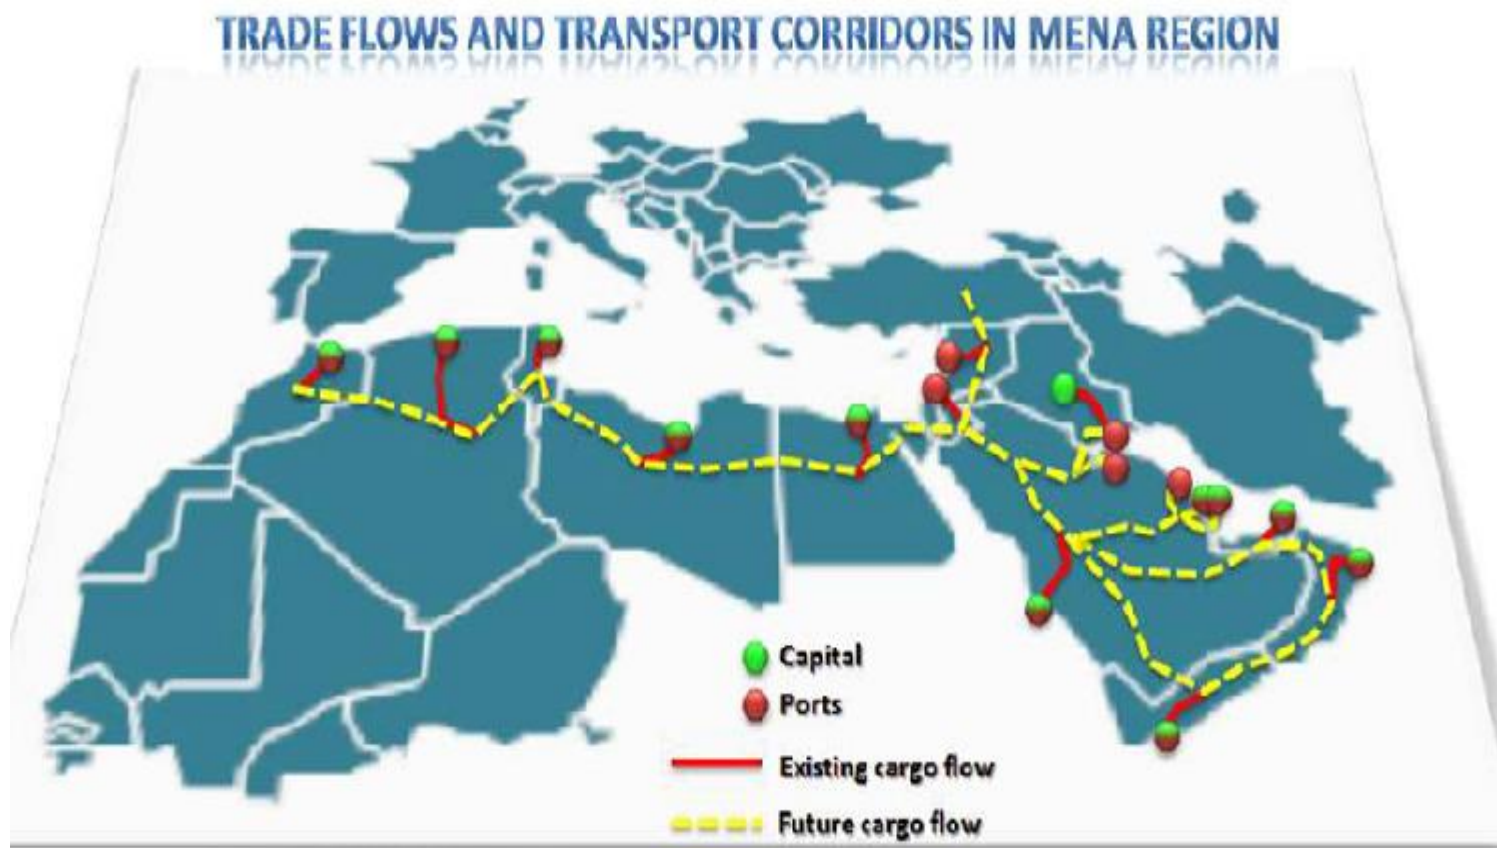 TRADE FLOWS AND TRANSPORT CORRIDORS IN MENA REGION
Capital
Ports
Existing cargo flow
Future cargo flow